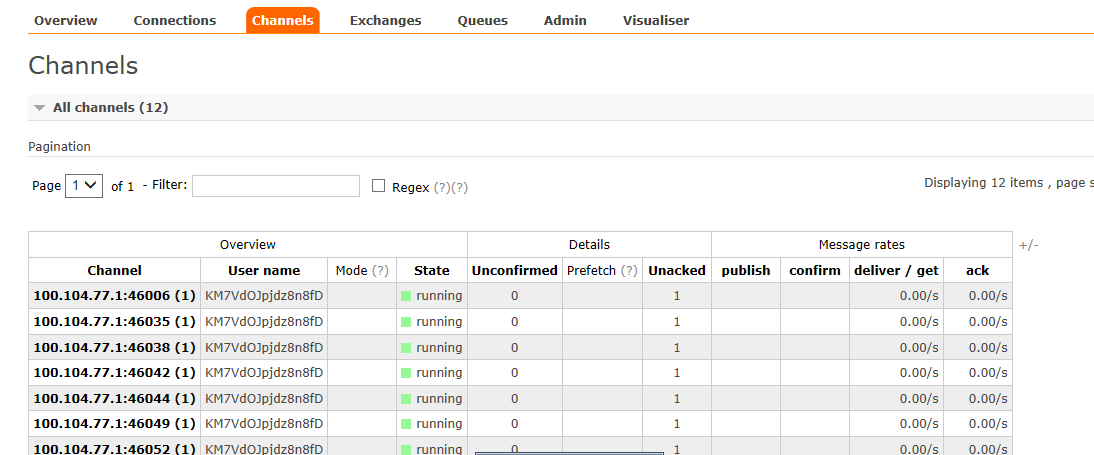 Overview Connections Channels Exchanges Queues Admin Visualiser
Channels
All channels (12)
Pagination
Page 1 of 1 - Filter: Regex (?)(?) Displaying 12 items , page s
Overview Details Message rates +/-
Channel User name Mode (?) State Unconfirmed Prefetch (?) Unacked publish confirm deliver / get ack
100.104.77.1:46006 (1) KM7VdOJpjdz8n8fD running 0 1 0.00/s 0.00/s
100.104.77.1:46035 (1) KM7VdOJpjdz8n8fD running 0 1 0.00/s 0.00/s
100.104.77.1:46038 (1) KM7VdOJpjdz8n8fD running 0 1 0.00/s 0.00/s
100.104.77.1:46042 (1) KM7VdOJpjdz8n8fD running 0 1 0.00/s 0.00/s
100.104.77.1:46044 (1) KM7VdOJpjdz8n8fD running 0 1 0.00/s 0.00/s
100.104.77.1:46049 (1) KM7VdOJpjdz8n8fD running 0 1 0.00/s 0.00/s
100.104.77.1:46052 (1) KM7VdOJpjdz8n8fD running 0 1 0.00/s 0.00/s